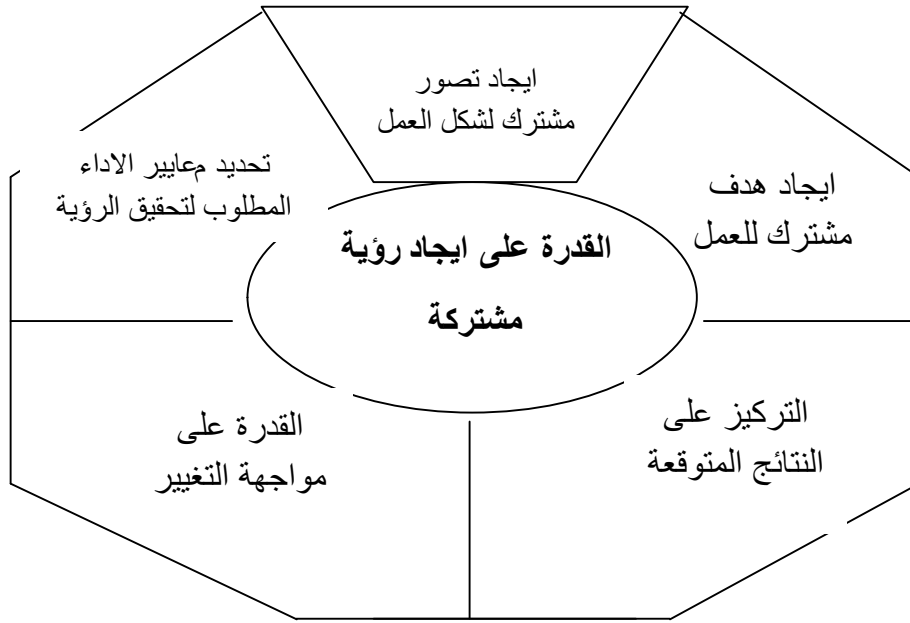 ايجاد تصور
مشترك لشكل العمل
ايجاد هدف
مشترك للعمل
تحديد معايير الاداء
المطلوب لتحقيق الرؤية
القدرة على ايجاد رؤية
مشتركة
التركيز على
النتائج المتوقعة
القدرة على
مواجهة التغيير